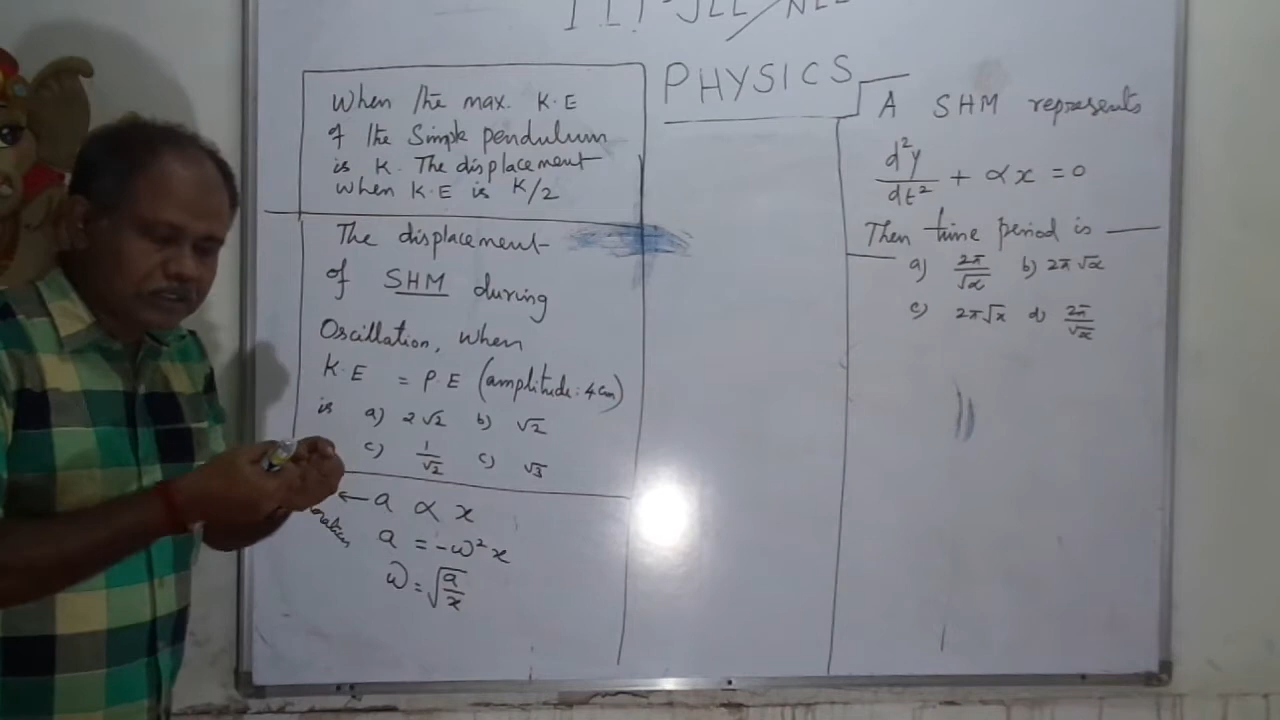 PHYSICS
When the max. K.E
of the Simple pendulum
is K. The displacement
when K.E is K/2
The displacement
of SHM during
Oscillation, when
K.E = P.E (amplitude: 4cm)
is a) 2√2 b) √2
c) 1/√2 c) √3
← a α x
a = -ω²x
ω = √(a/x)
A SHM represents
d²y/dt² + αx = 0
Then time period is ___
a) 2π/√α b) 2π√α
c) 2π√x d) 2π/√x